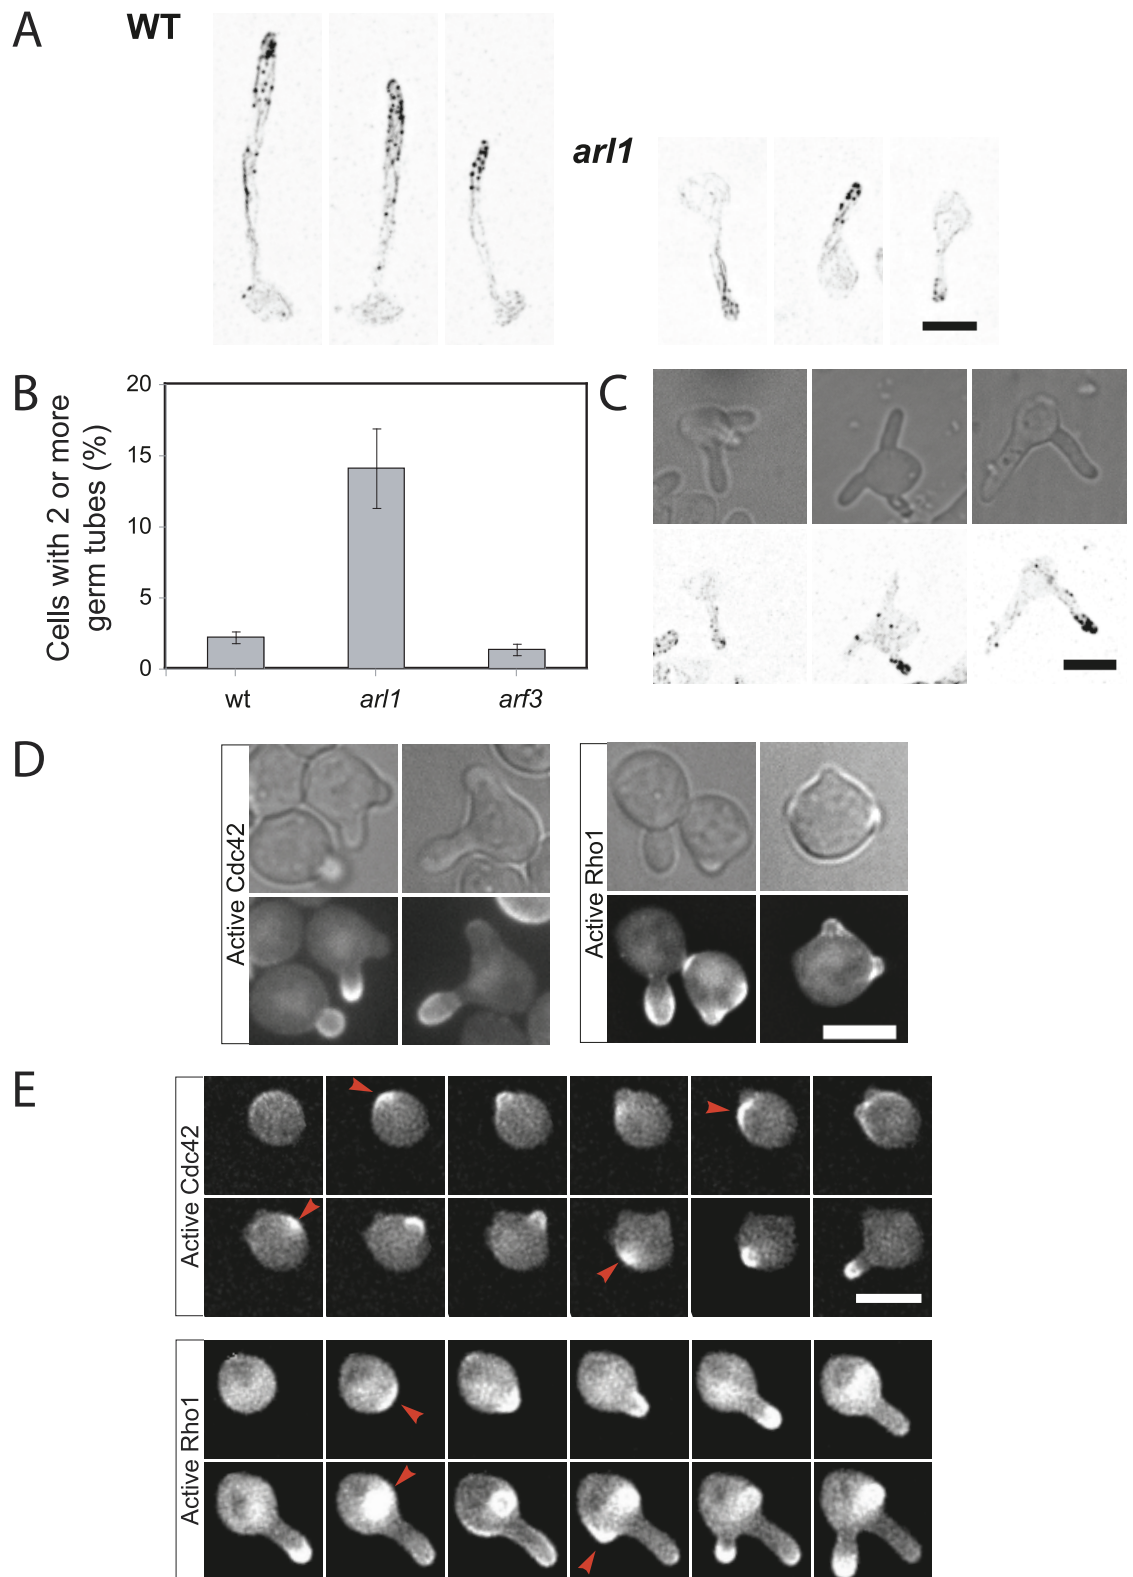 A
WT
arl1
B
Cells with 2 or more
germ tubes (%)
20
15
10
5
0
wt
arl1
arf3
C
D
Active Cdc42
Active Rho1
E
Active Cdc42
Active Rho1